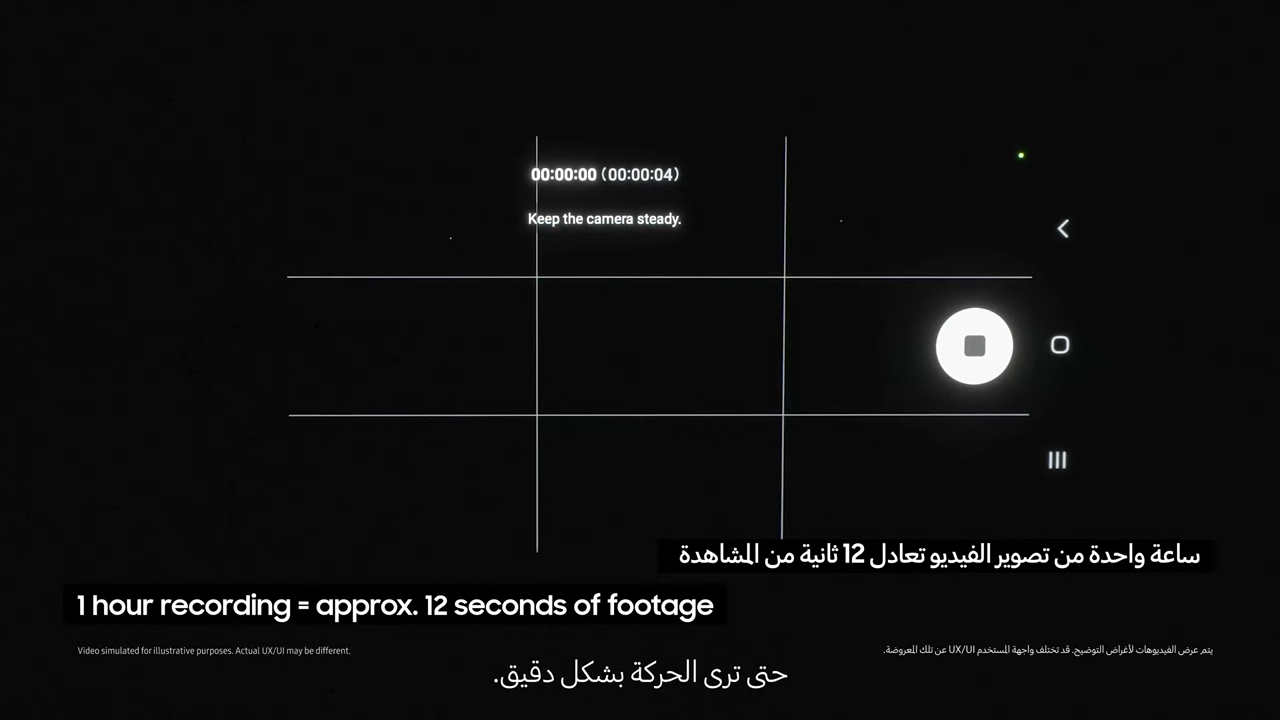 00:00:00 (00:00:04)
Keep the camera steady.
ساعة واحدة من تصوير الفيديو تعادل 12 ثانية من المشاهدة
1 hour recording = approx. 12 seconds of footage
Video simulated for illustrative purposes. Actual UX/UI may be different.
يتم عرض الفيديوهات لأغراض التوضيح. قد تختلف واجهة المستخدم UX/UI عن تلك المعروضة.
حتى ترى الحركة بشكل دقيق.